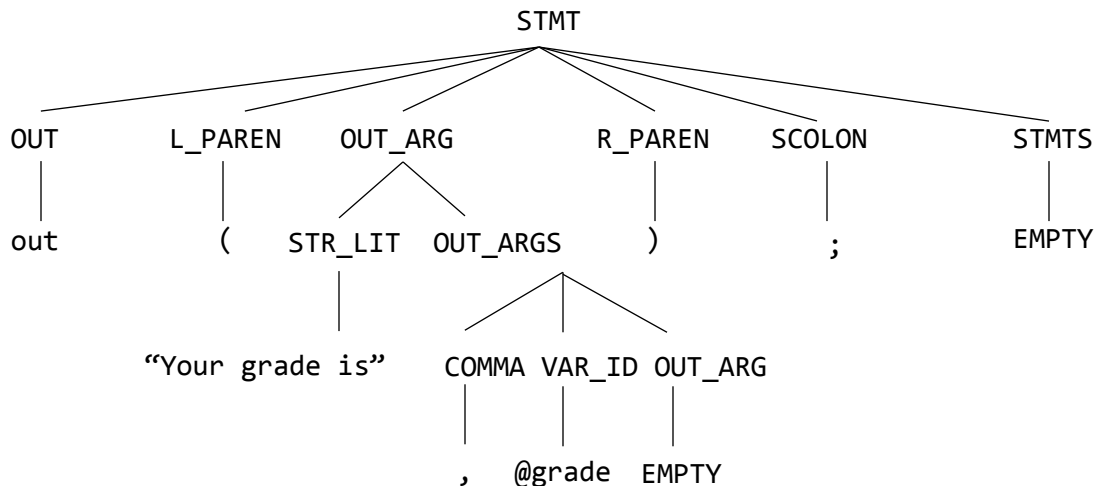 STMT
OUT L_PAREN OUT_ARG R_PAREN SCOLON STMTS
out ( STR_LIT OUT_ARGS ) ; EMPTY
“Your grade is” COMMA VAR_ID OUT_ARG
, @grade EMPTY